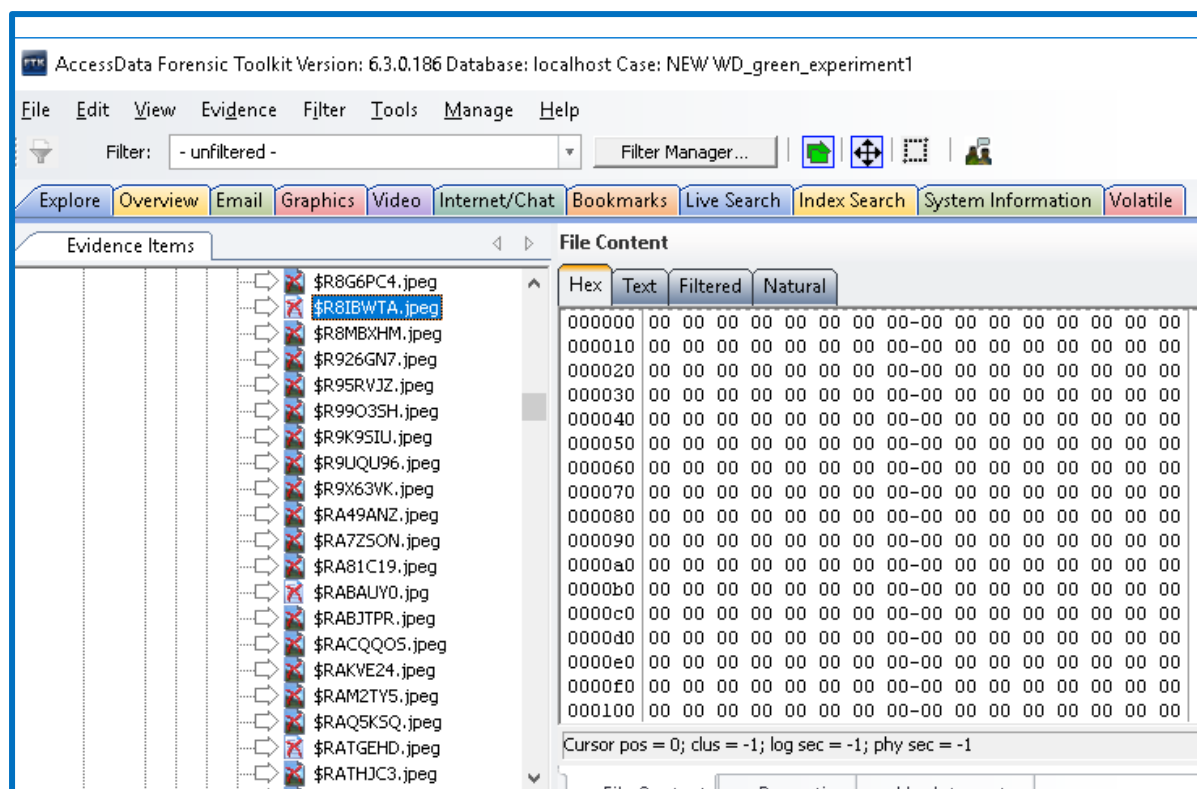 AccessData Forensic Toolkit Version: 6.3.0.186 Database: localhost Case: NEW WD_green_experiment1
File Edit View Evidence Filter Tools Manage Help
Filter: - unfiltered - Filter Manager...
Explore Overview Email Graphics Video Internet/Chat Bookmarks Live Search Index Search System Information Volatile
Evidence Items
$R8G6PC4.jpeg
$R8IBWTA.jpeg
$R8MBXHM.jpeg
$R926GN7.jpeg
$R95RVJZ.jpeg
$R99O3SH.jpeg
$R9K9SIU.jpeg
$R9UQU96.jpeg
$R9X63VK.jpeg
$RA49ANZ.jpeg
$RA7ZSON.jpeg
$RA81C19.jpeg
$RABAUY0.jpg
$RABJTPR.jpeg
$RACQQOS.jpeg
$RAKVE24.jpeg
$RAM2TY5.jpeg
$RAQ5KSQ.jpeg
$RATGEHD.jpeg
$RATHJC3.jpeg
File Content
Hex Text Filtered Natural
000000 00 00 00 00 00 00 00 00-00 00 00 00 00 00 00 00
000010 00 00 00 00 00 00 00 00-00 00 00 00 00 00 00 00
000020 00 00 00 00 00 00 00 00-00 00 00 00 00 00 00 00
000030 00 00 00 00 00 00 00 00-00 00 00 00 00 00 00 00
000040 00 00 00 00 00 00 00 00-00 00 00 00 00 00 00 00
000050 00 00 00 00 00 00 00 00-00 00 00 00 00 00 00 00
000060 00 00 00 00 00 00 00 00-00 00 00 00 00 00 00 00
000070 00 00 00 00 00 00 00 00-00 00 00 00 00 00 00 00
000080 00 00 00 00 00 00 00 00-00 00 00 00 00 00 00 00
000090 00 00 00 00 00 00 00 00-00 00 00 00 00 00 00 00
0000a0 00 00 00 00 00 00 00 00-00 00 00 00 00 00 00 00
0000b0 00 00 00 00 00 00 00 00-00 00 00 00 00 00 00 00
0000c0 00 00 00 00 00 00 00 00-00 00 00 00 00 00 00 00
0000d0 00 00 00 00 00 00 00 00-00 00 00 00 00 00 00 00
0000e0 00 00 00 00 00 00 00 00-00 00 00 00 00 00 00 00
0000f0 00 00 00 00 00 00 00 00-00 00 00 00 00 00 00 00
000100 00 00 00 00 00 00 00 00-00 00 00 00 00 00 00 00
Cursor pos = 0; clus = -1; log sec = -1; phy sec = -1